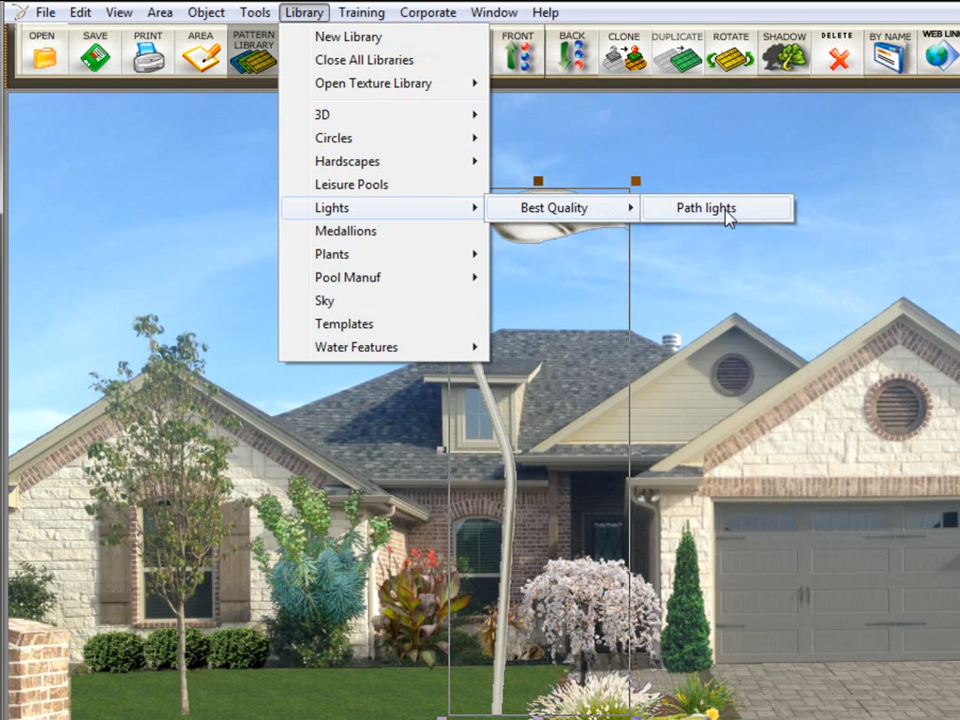 File Edit View Area Object Tools Library Training Corporate Window Help
OPEN SAVE PRINT AREA PATTERN LIBRARY FRONT BACK CLONE DUPLICATE ROTATE SHADOW DELETE BY NAME WEB LINK
New Library
Close All Libraries
Open Texture Library
3D
Circles
Hardscapes
Leisure Pools
Lights Best Quality Path lights
Medallions
Plants
Pool Manuf
Sky
Templates
Water Features